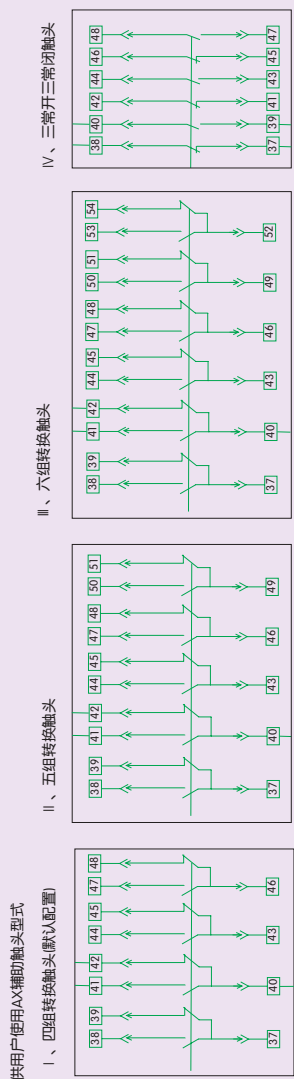 供用户使用AX辅助触头型式
Ⅰ、四组转换触头(默认配置)
38 39 41 42 44 45 47 48
37 40 43 46
Ⅱ、五组转换触头
38 39 41 42 44 45 47 48 50 51
37 40 43 46 49
Ⅲ、六组转换触头
38 39 41 42 44 45 47 48 50 51 53 54
37 40 43 46 49 52
Ⅳ、三常开三常闭触头
38 40 42 44 46 48
37 39 41 43 45 47